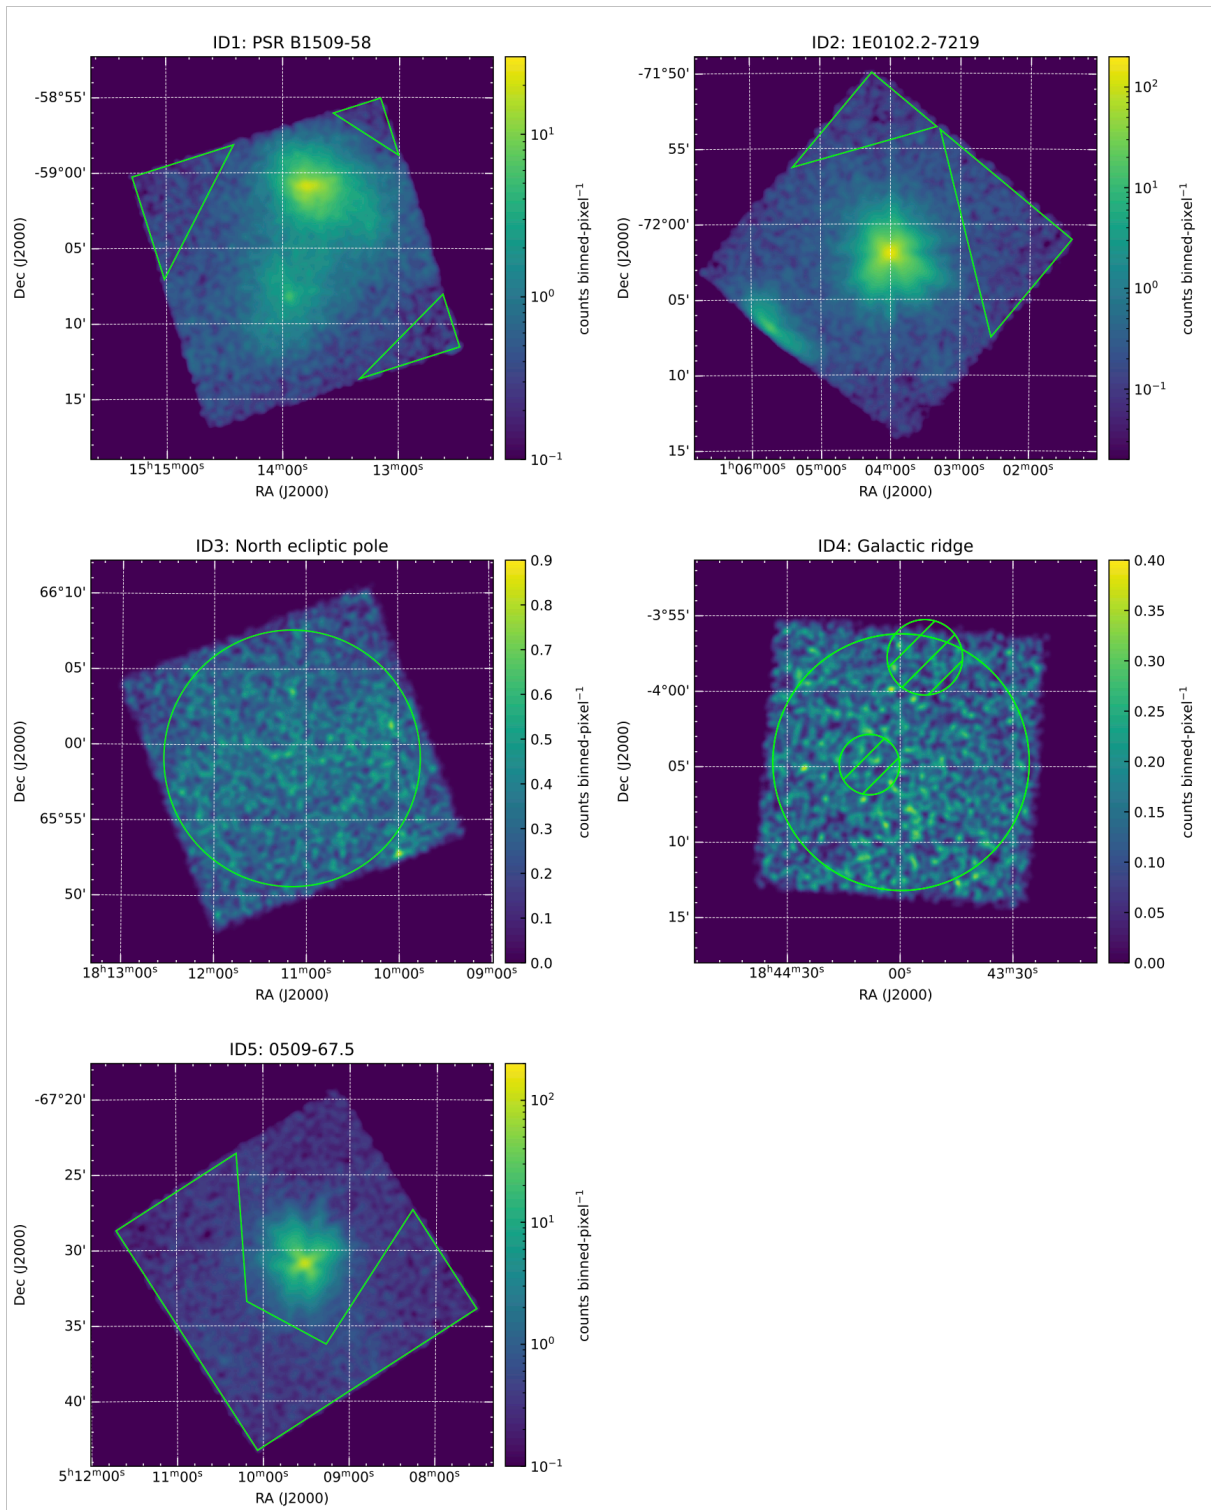 ID1: PSR B1509-58
-58°55'
-59°00'
05'
10'
15'
Dec (J2000)
15ʰ15ᵐ00ˢ
14ᵐ00ˢ
13ᵐ00ˢ
RA (J2000)
10¹
10⁰
10⁻¹
counts binned-pixel⁻¹
ID2: 1E0102.2-7219
-71°50'
55'
-72°00'
05'
10'
15'
Dec (J2000)
1ʰ06ᵐ00ˢ
05ᵐ00ˢ
04ᵐ00ˢ
03ᵐ00ˢ
02ᵐ00ˢ
RA (J2000)
10²
10¹
10⁰
10⁻¹
counts binned-pixel⁻¹
ID3: North ecliptic pole
66°10'
05'
00'
65°55'
50'
Dec (J2000)
18ʰ13ᵐ00ˢ
12ᵐ00ˢ
11ᵐ00ˢ
10ᵐ00ˢ
09ᵐ00ˢ
RA (J2000)
0.9
0.8
0.7
0.6
0.5
0.4
0.3
0.2
0.1
0.0
counts binned-pixel⁻¹
ID4: Galactic ridge
-3°55'
-4°00'
05'
10'
15'
Dec (J2000)
18ʰ44ᵐ30ˢ
00ˢ
43ᵐ30ˢ
RA (J2000)
0.40
0.35
0.30
0.25
0.20
0.15
0.10
0.05
0.00
counts binned-pixel⁻¹
ID5: 0509-67.5
-67°20'
25'
30'
35'
40'
Dec (J2000)
5ʰ12ᵐ00ˢ
11ᵐ00ˢ
10ᵐ00ˢ
09ᵐ00ˢ
08ᵐ00ˢ
RA (J2000)
10²
10¹
10⁰
10⁻¹
counts binned-pixel⁻¹